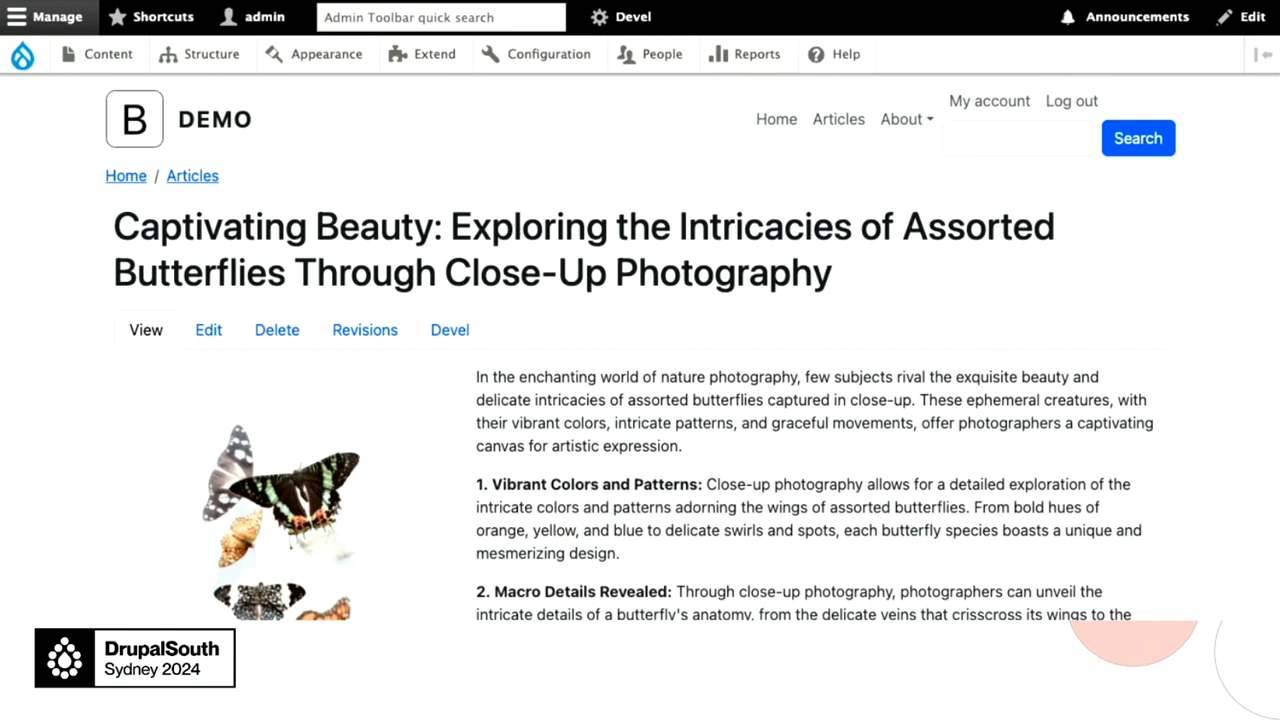 Manage Shortcuts admin Admin Toolbar quick search Devel Announcements Edit
Content Structure Appearance Extend Configuration People Reports Help
My account Log out
B DEMO Home Articles About
Search
Home / Articles
Captivating Beauty: Exploring the Intricacies of Assorted
Butterflies Through Close-Up Photography
View Edit Delete Revisions Devel
In the enchanting world of nature photography, few subjects rival the exquisite beauty and
delicate intricacies of assorted butterflies captured in close-up. These ephemeral creatures, with
their vibrant colors, intricate patterns, and graceful movements, offer photographers a captivating
canvas for artistic expression.
1. Vibrant Colors and Patterns: Close-up photography allows for a detailed exploration of the
intricate colors and patterns adorning the wings of assorted butterflies. From bold hues of
orange, yellow, and blue to delicate swirls and spots, each butterfly species boasts a unique and
mesmerizing design.
2. Macro Details Revealed: Through close-up photography, photographers can unveil the
intricate details of a butterfly's anatomy, from the delicate veins that crisscross its wings to the
DrupalSouth
Sydney 2024